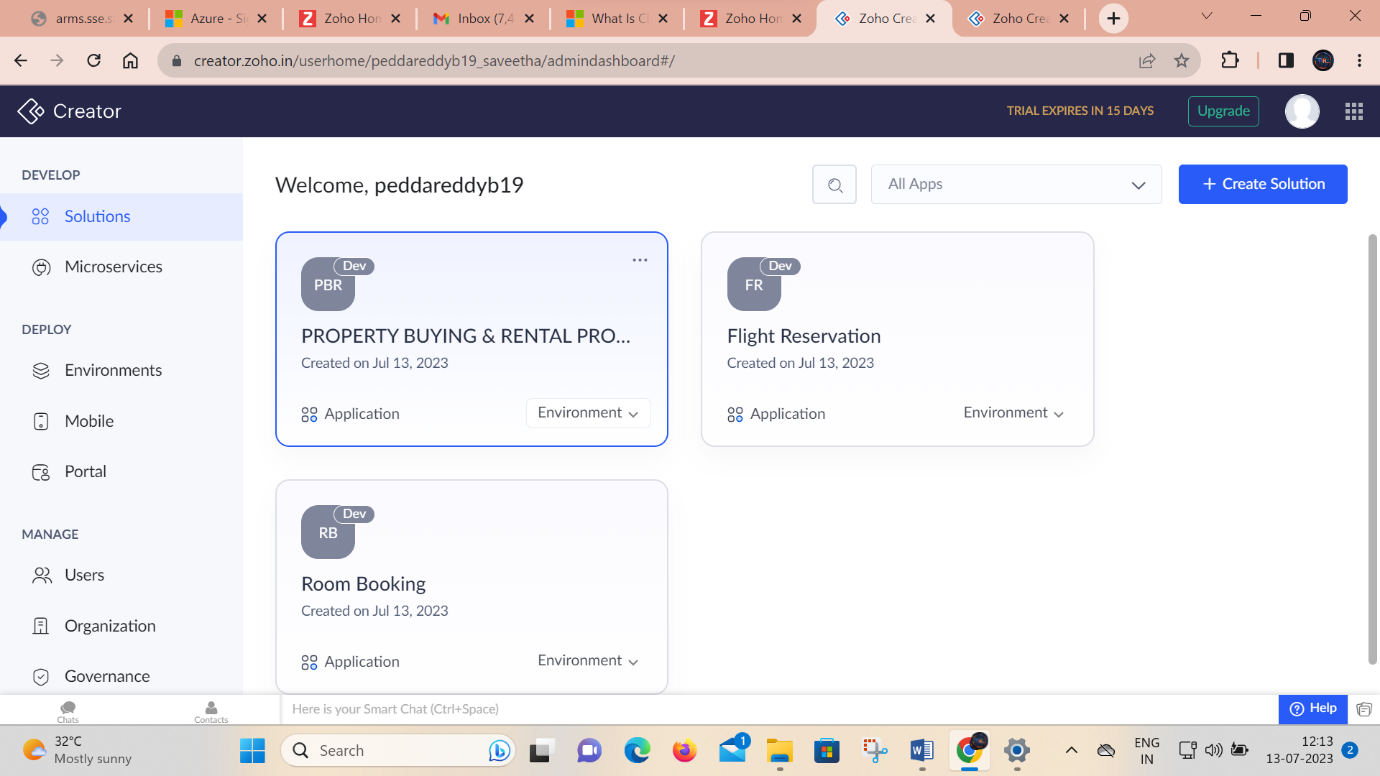 arms.sse.s
Azure - Si
Zoho Hon
Inbox (7,4
What Is Cl
Zoho Hon
Zoho Crea
Zoho Crea
creator.zoho.in/userhome/peddareddyb19_saveetha/admindashboard#/
Creator
TRIAL EXPIRES IN 15 DAYS
Upgrade
DEVELOP
Solutions
Microservices
DEPLOY
Environments
Mobile
Portal
MANAGE
Users
Organization
Governance
Welcome, peddareddyb19
All Apps
+ Create Solution
Dev
PBR
PROPERTY BUYING & RENTAL PRO...
Created on Jul 13, 2023
Application
Environment
Dev
FR
Flight Reservation
Created on Jul 13, 2023
Application
Environment
Dev
RB
Room Booking
Created on Jul 13, 2023
Application
Environment
Chats
Contacts
Here is your Smart Chat (Ctrl+Space)
Help
32°C
Mostly sunny
Search
1
ENG
IN
12:13
13-07-2023
2